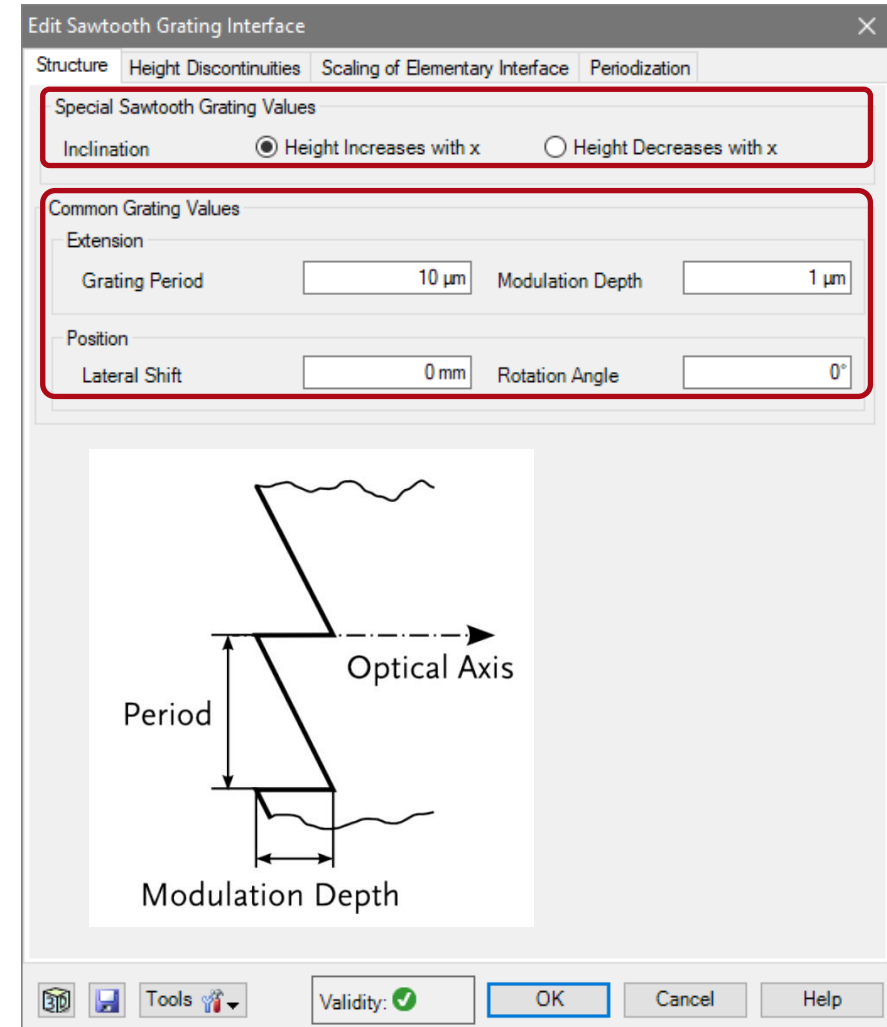 Edit Sawtooth Grating Interface
Structure Height Discontinuities Scaling of Elementary Interface Periodization
Special Sawtooth Grating Values
Inclination Height Increases with x Height Decreases with x
Common Grating Values
Extension
Grating Period 10 µm Modulation Depth 1 µm
Position
Lateral Shift 0 mm Rotation Angle 0°
Optical Axis
Period
Modulation Depth
3D Tools Validity: OK Cancel Help